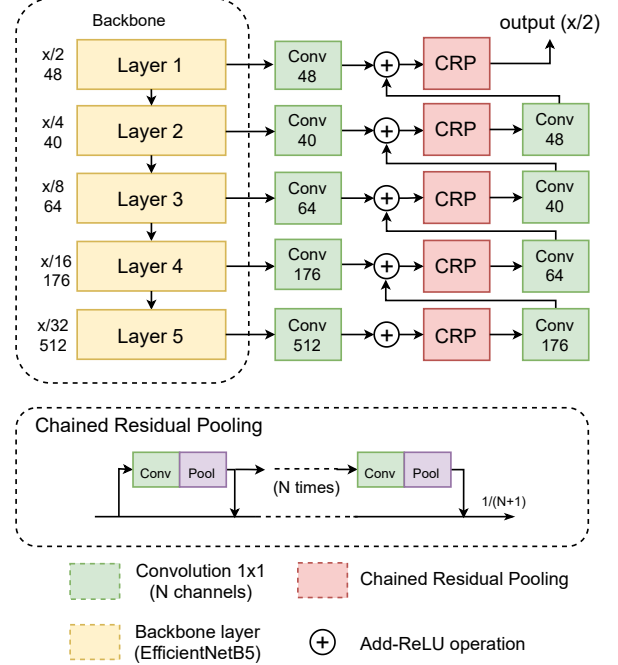 Backbone
output (x/2)
x/2
48
Layer 1
Conv
48
CRP
x/4
40
Layer 2
Conv
40
CRP
Conv
48
x/8
64
Layer 3
Conv
64
CRP
Conv
40
x/16
176
Layer 4
Conv
176
CRP
Conv
64
x/32
512
Layer 5
Conv
512
CRP
Conv
176
Chained Residual Pooling
Conv
Pool
(N times)
Conv
Pool
1/(N+1)
Convolution 1x1
(N channels)
Chained Residual Pooling
Backbone layer
(EfficientNetB5)
Add-ReLU operation